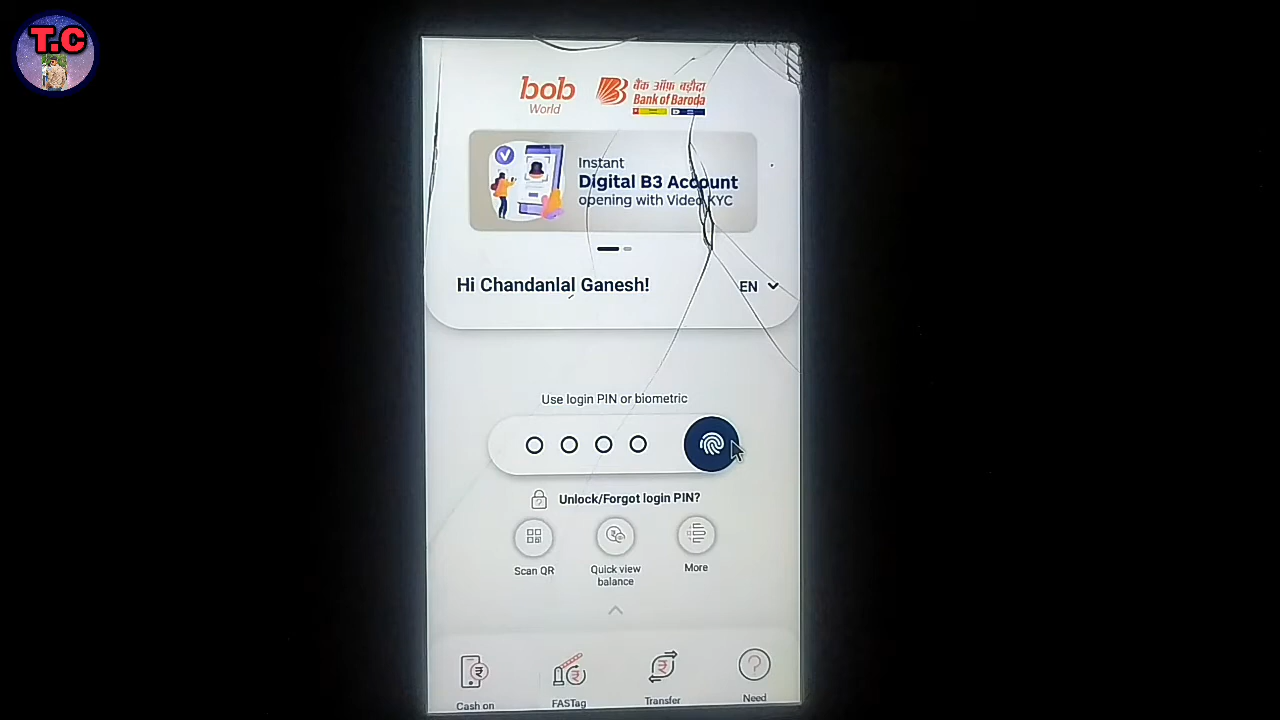 T.C
bob
World
बैंक ऑफ़ बड़ौदा
Bank of Baroda
Instant
Digital B3 Account
opening with Video KYC
Hi Chandanlal Ganesh!
EN
Use login PIN or biometric
Unlock/Forgot login PIN?
Scan QR
Quick view
balance
More
Cash on
FASTag
Transfer
Need